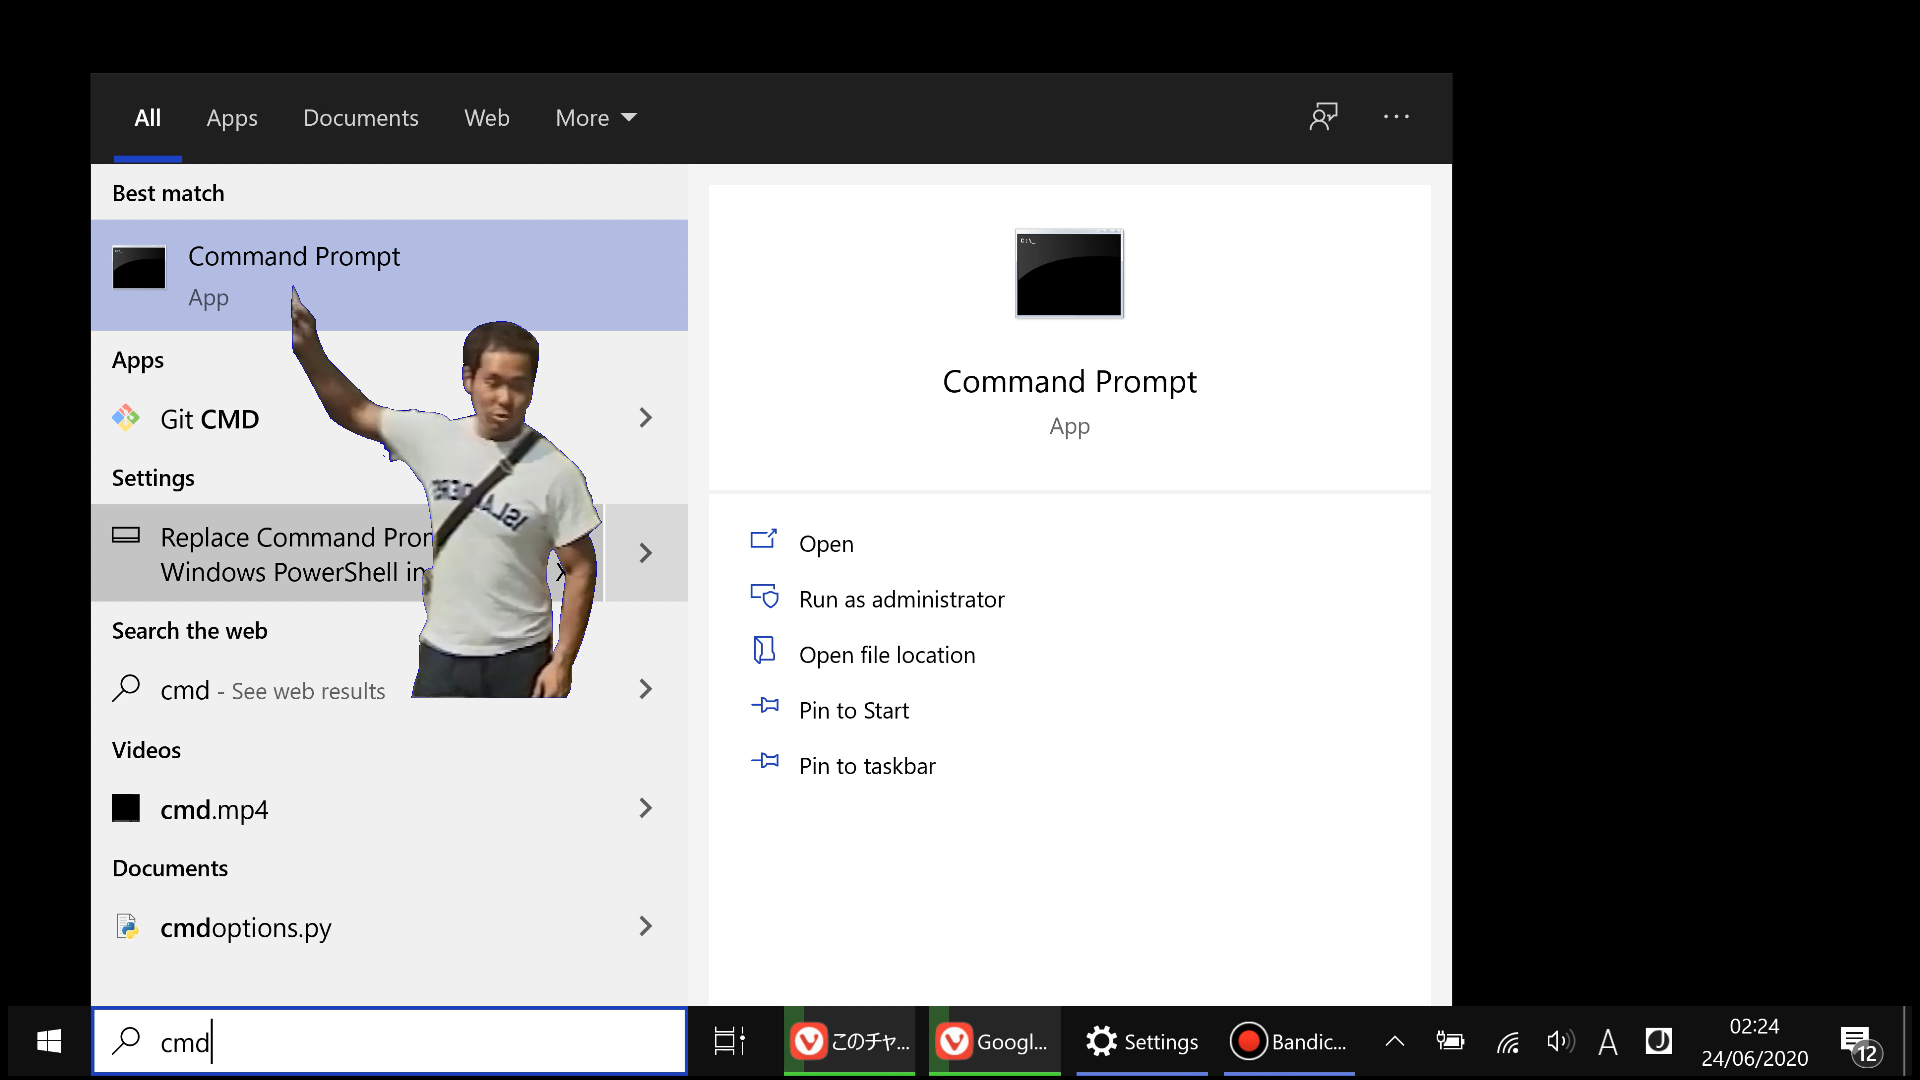 All Apps Documents Web More
Best match
Command Prompt
App
Apps
Git CMD
Settings
Replace Command Pron
Windows PowerShell in
Search the web
cmd - See web results
Videos
cmd.mp4
Documents
cmdoptions.py
Command Prompt
App
Open
Run as administrator
Open file location
Pin to Start
Pin to taskbar
cmd
このチャ...
Googl...
Settings
Bandic...
A
J
02:24
24/06/2020
12